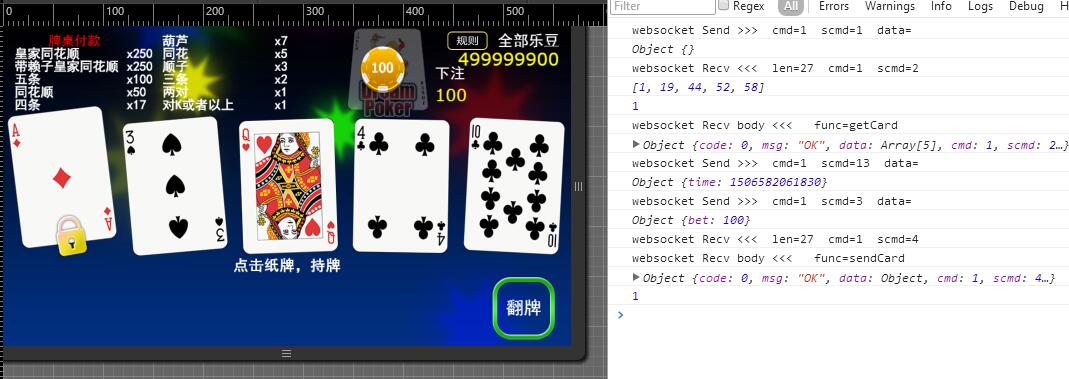 0 100 200 300 400 500
牌桌付款
皇家同花顺 x250
带赖子皇家同花顺 x250
五条 x100
同花顺 x50
四条 x17
葫芦 x7
同花 x5
顺子 x3
三条 x2
两对 x1
对K或者以上 x1
100
Dream
Poker
规则 全部乐豆
499999900
下注
100
A A
3 3
Q Q
4 4
10 10
点击纸牌，持牌
翻牌
Filter Regex All Errors Warnings Info Logs Debug H
websocket Send >>> cmd=1 scmd=1 data=
Object {}
websocket Recv <<< len=27 cmd=1 scmd=2
[1, 19, 44, 52, 58]
1
websocket Recv body <<< func=getCard
Object {code: 0, msg: "OK", data: Array[5], cmd: 1, scmd: 2…}
websocket Send >>> cmd=1 scmd=13 data=
Object {time: 1506582061830}
websocket Send >>> cmd=1 scmd=3 data=
Object {bet: 100}
websocket Recv <<< len=27 cmd=1 scmd=4
websocket Recv body <<< func=sendCard
Object {code: 0, msg: "OK", data: Object, cmd: 1, scmd: 4…}
1